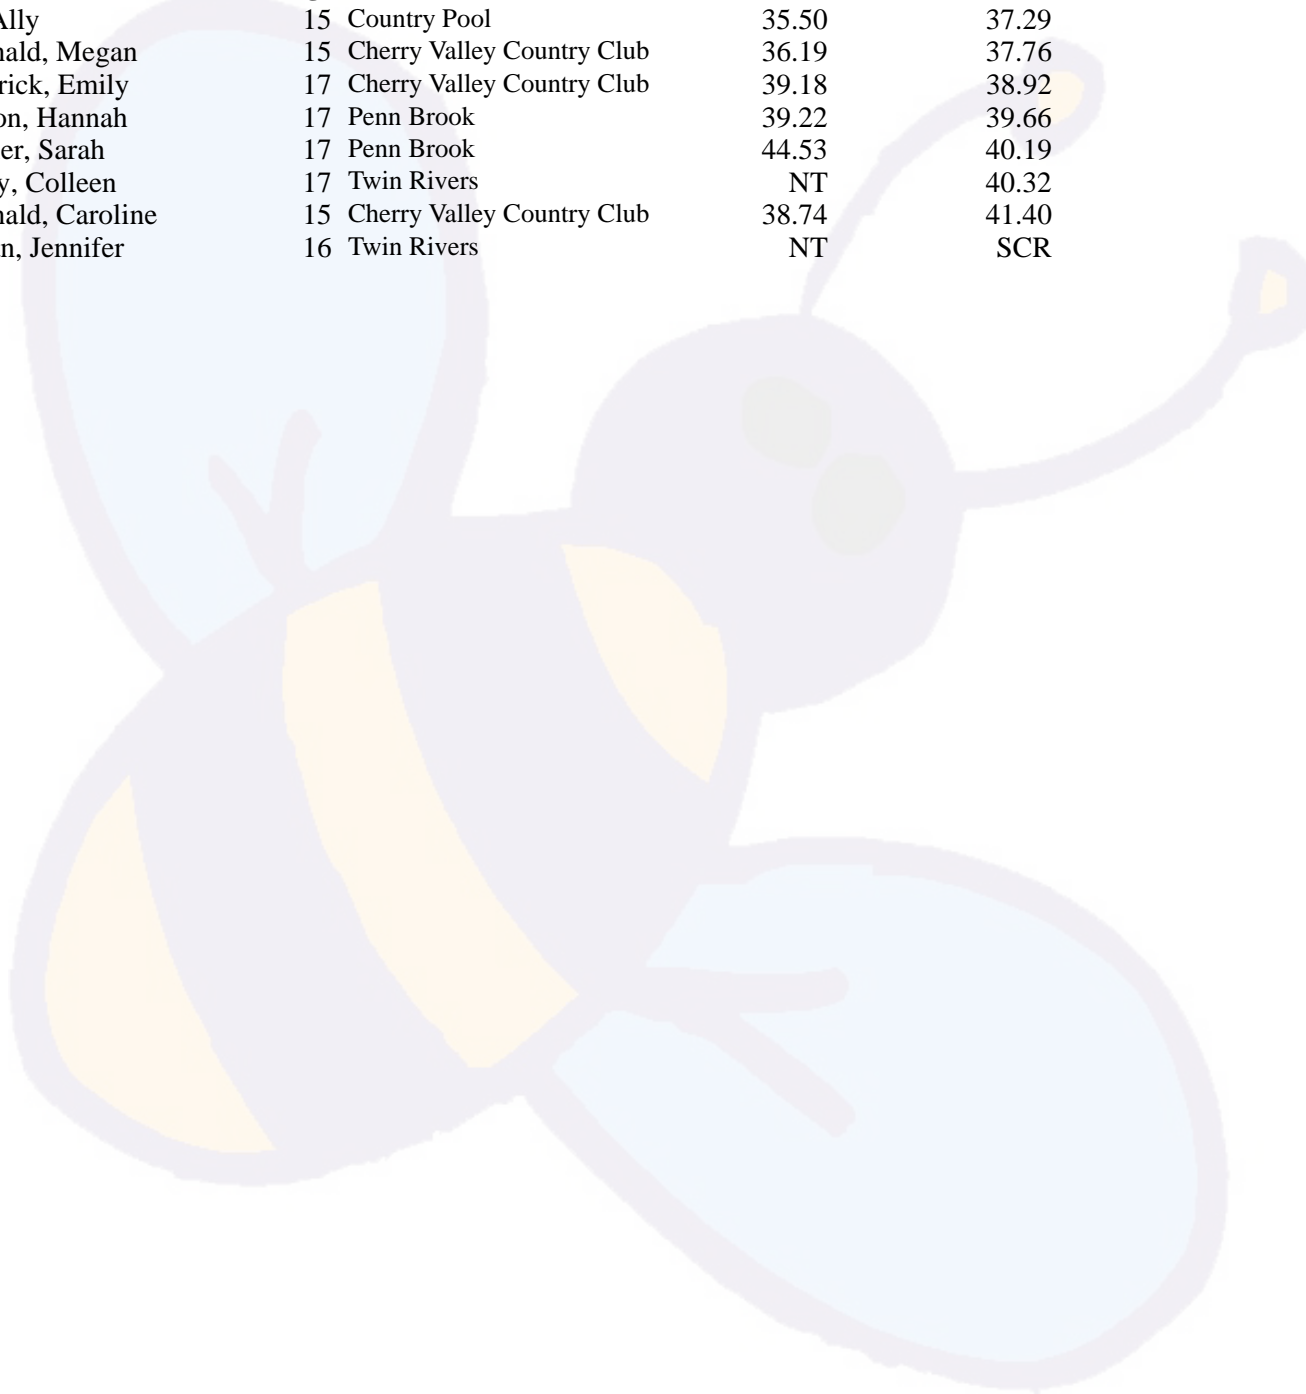 Ally 15 Country Pool 35.50 37.29
nald, Megan 15 Cherry Valley Country Club 36.19 37.76
rick, Emily 17 Cherry Valley Country Club 39.18 38.92
on, Hannah 17 Penn Brook 39.22 39.66
er, Sarah 17 Penn Brook 44.53 40.19
y, Colleen 17 Twin Rivers NT 40.32
nald, Caroline 15 Cherry Valley Country Club 38.74 41.40
n, Jennifer 16 Twin Rivers NT SCR